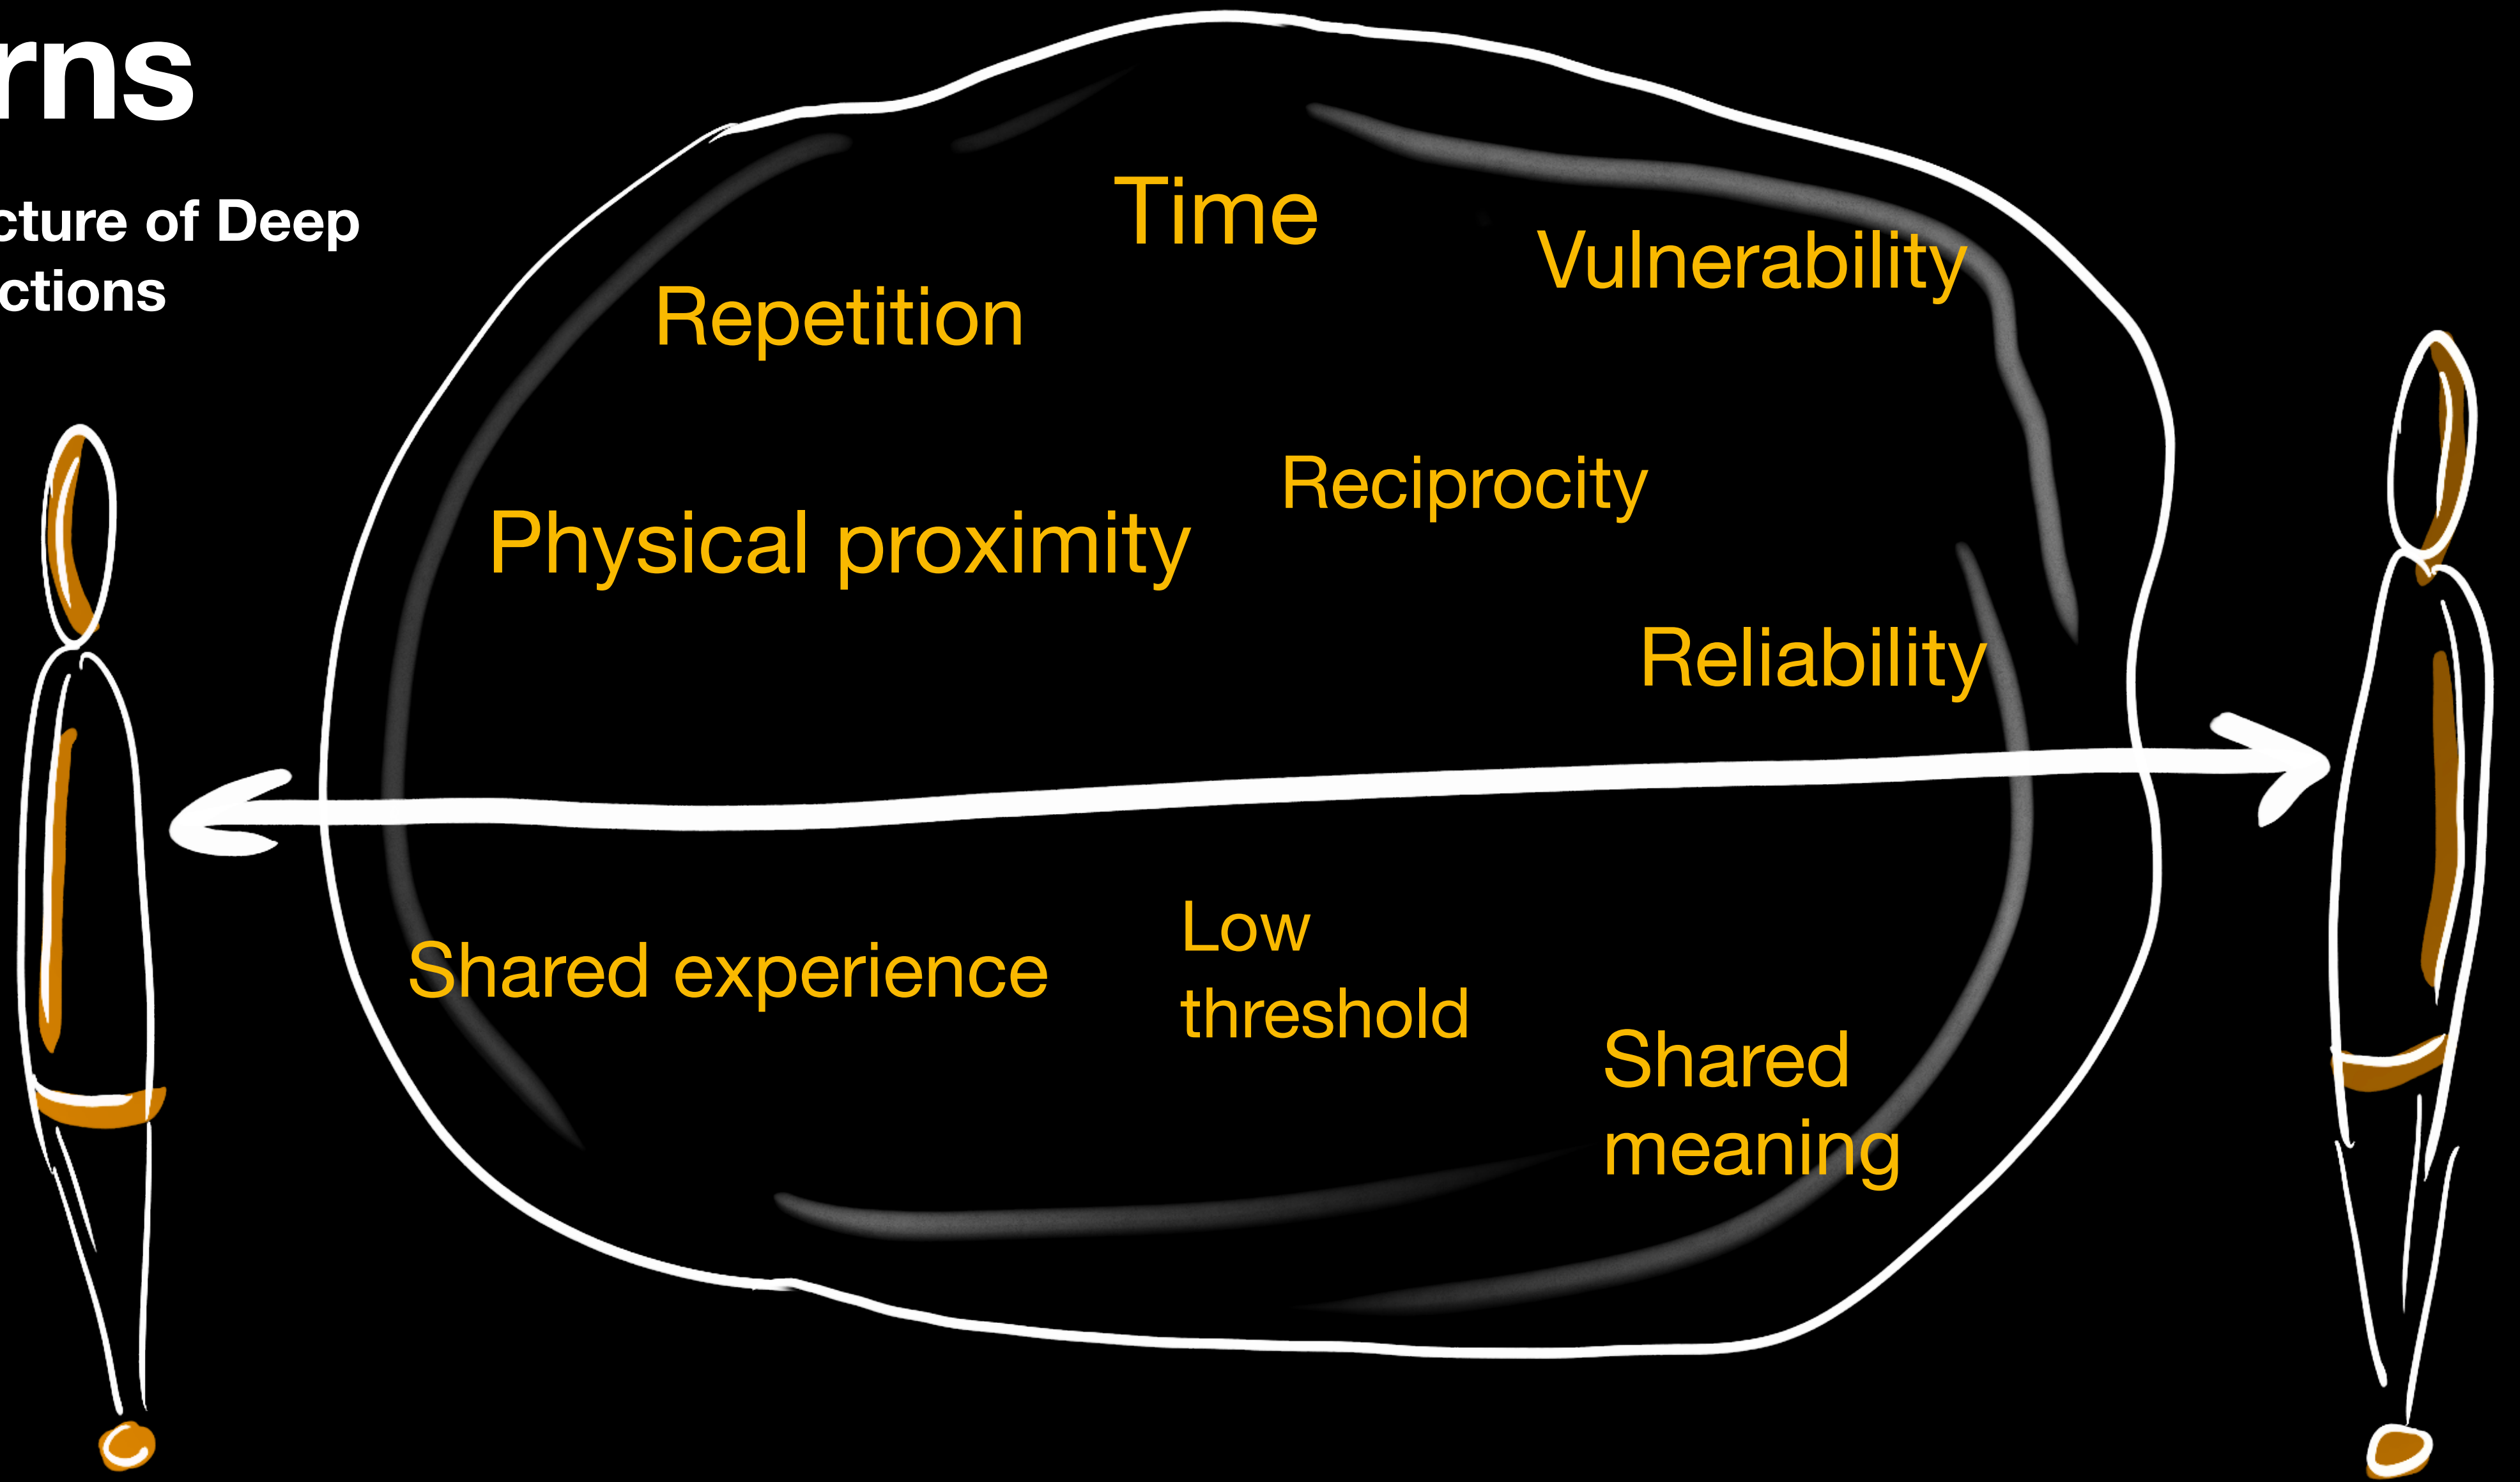 rns
cture of Deep
ctions
Time
Vulnerability
Repetition
Reciprocity
Physical proximity
Reliability
Shared experience
Low
threshold
Shared
meaning